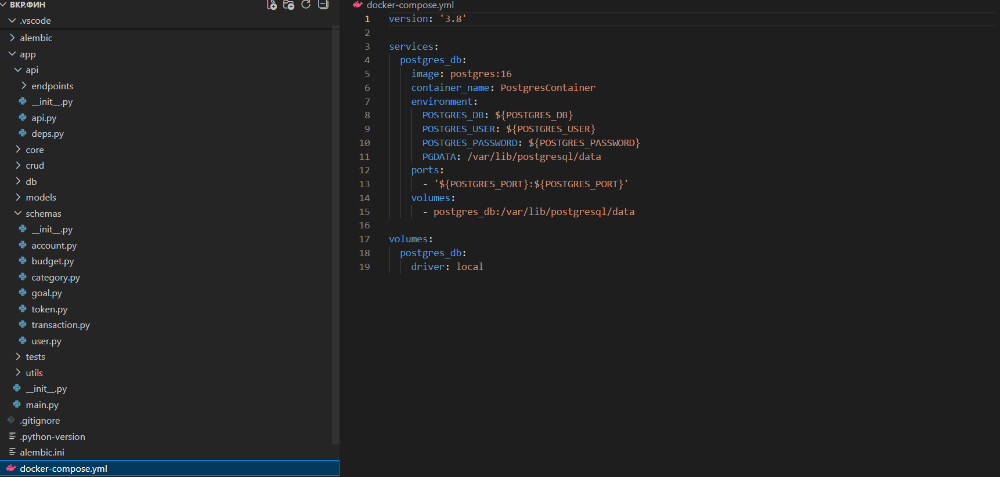 ВКР.ФИН
.vscode
alembic
app
api
endpoints
__init__.py
api.py
deps.py
core
crud
db
models
schemas
__init__.py
account.py
budget.py
category.py
goal.py
token.py
transaction.py
user.py
tests
utils
__init__.py
main.py
.gitignore
.python-version
alembic.ini
docker-compose.yml
docker-compose.yml
1 version: '3.8'
2
3 services:
4   postgres_db:
5     image: postgres:16
6     container_name: PostgresContainer
7     environment:
8       POSTGRES_DB: ${POSTGRES_DB}
9       POSTGRES_USER: ${POSTGRES_USER}
10       POSTGRES_PASSWORD: ${POSTGRES_PASSWORD}
11       PGDATA: /var/lib/postgresql/data
12     ports:
13       - '${POSTGRES_PORT}:${POSTGRES_PORT}'
14     volumes:
15       - postgres_db:/var/lib/postgresql/data
16
17 volumes:
18   postgres_db:
19     driver: local